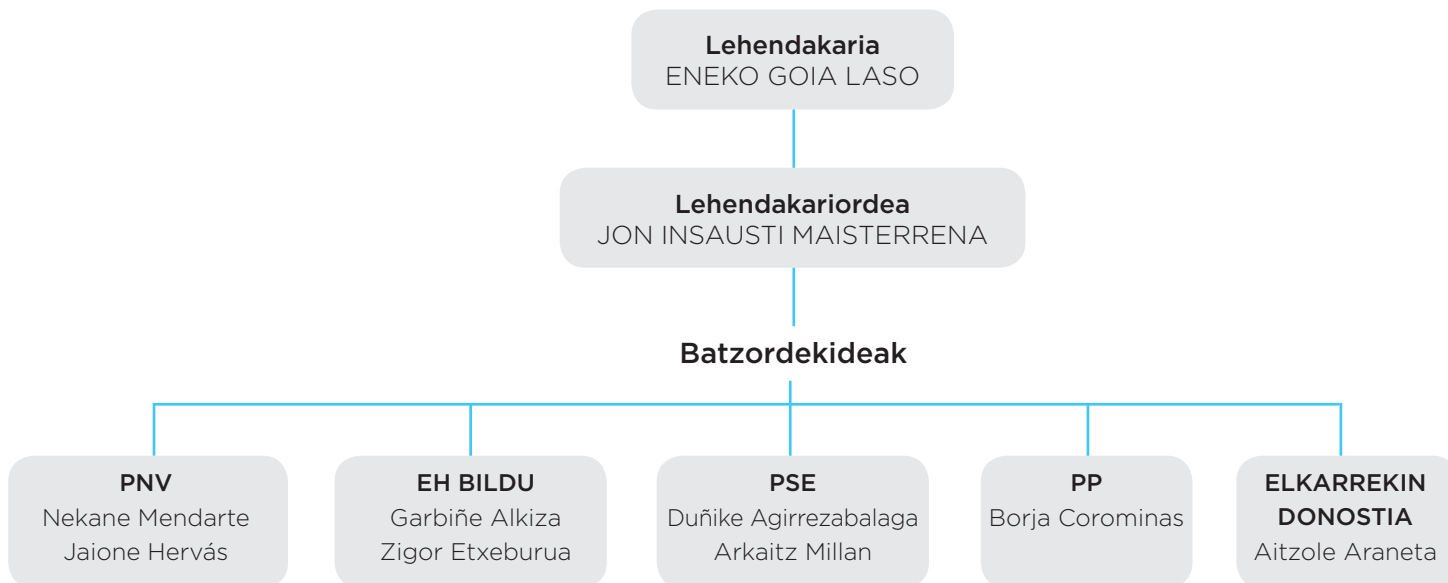 Lehendakaria
ENEKO GOIA LASO
Lehendakariordea
JON INSAUSTI MAISTERRENA
Batzordekideak
PNV
Nekane Mendarte
Jaione Hervás
EH BILDU
Garbiñe Alkiza
Zigor Etxeburua
PSE
Duñike Agirrezabalaga
Arkaitz Millan
PP
Borja Corominas
ELKARREKIN
DONOSTIA
Aitzole Araneta